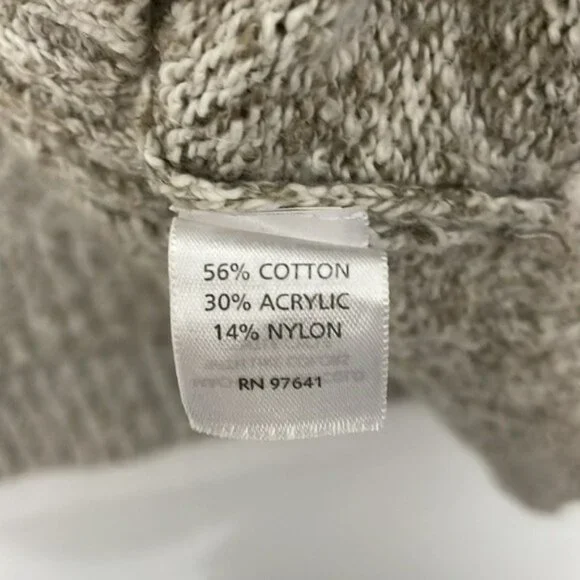 56% COTTON
30% ACRYLIC
14% NYLON
RN 97641